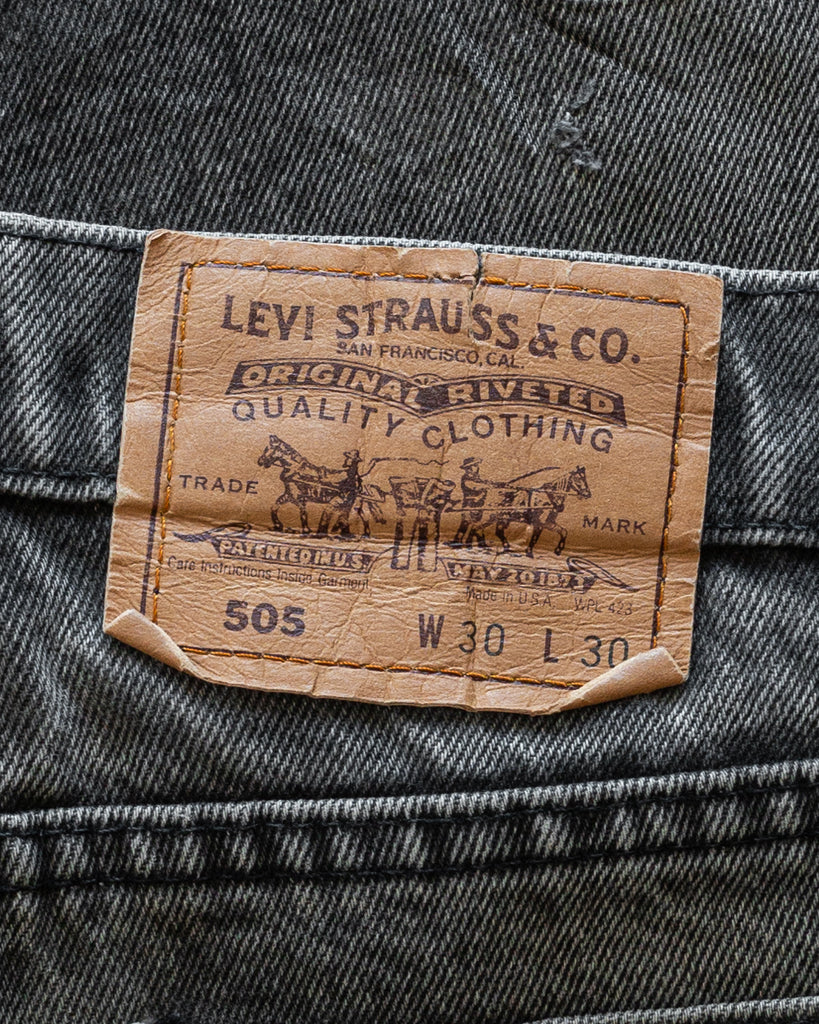 LEVI STRAUSS & CO.
SAN FRANCISCO, CAL.
ORIGINAL RIVETED
QUALITY CLOTHING
TRADE MARK
PATENTED IN U.S. MAY 20 1873
Care Instructions Inside Garment
Made in U.S.A. WPL 423
505 W 30 L 30